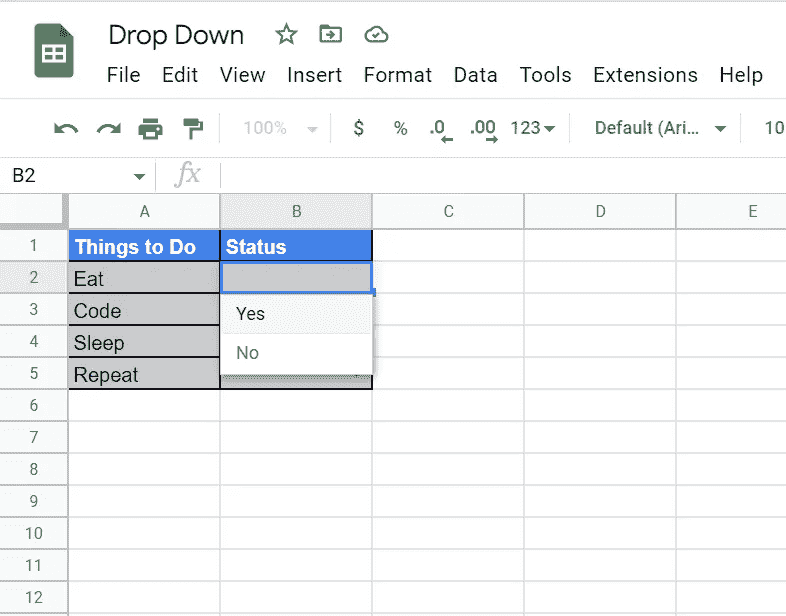 Drop Down
File Edit View Insert Format Data Tools Extensions Help
100% $ % .0 .00 123 Default (Ari... 10
B2 fx
A B C D E
1 Things to Do Status
2 Eat
3 Code Yes
4 Sleep No
5 Repeat
6
7
8
9
10
11
12